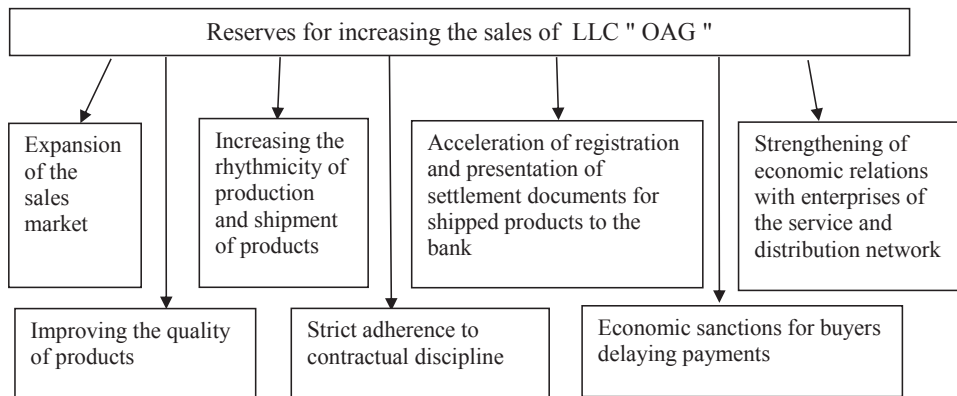 Reserves for increasing the sales of LLC " OAG "
Expansion
of the
sales
market
Increasing the
rhythmicity of
production
and shipment
of products
Acceleration of registration
and presentation of
settlement documents for
shipped products to the
bank
Strengthening of
economic relations
with enterprises of
the service and
distribution network
Improving the quality
of products
Strict adherence to
contractual discipline
Economic sanctions for buyers
delaying payments